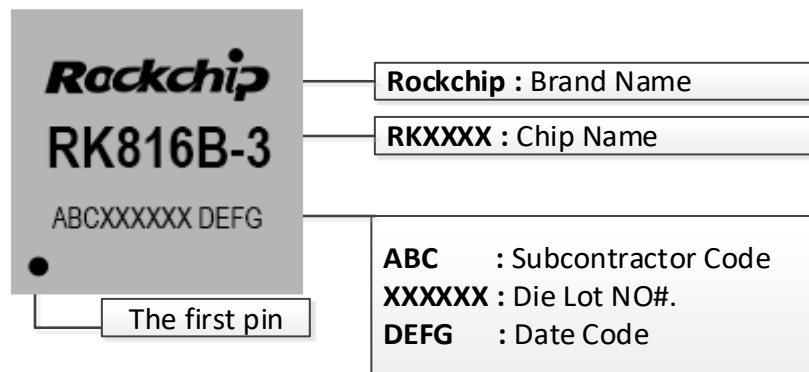 Rockchip
RK816B-3
ABCXXXXXX DEFG
The first pin
Rockchip : Brand Name
RKXXXX : Chip Name
ABC : Subcontractor Code
XXXXXX : Die Lot NO#.
DEFG : Date Code